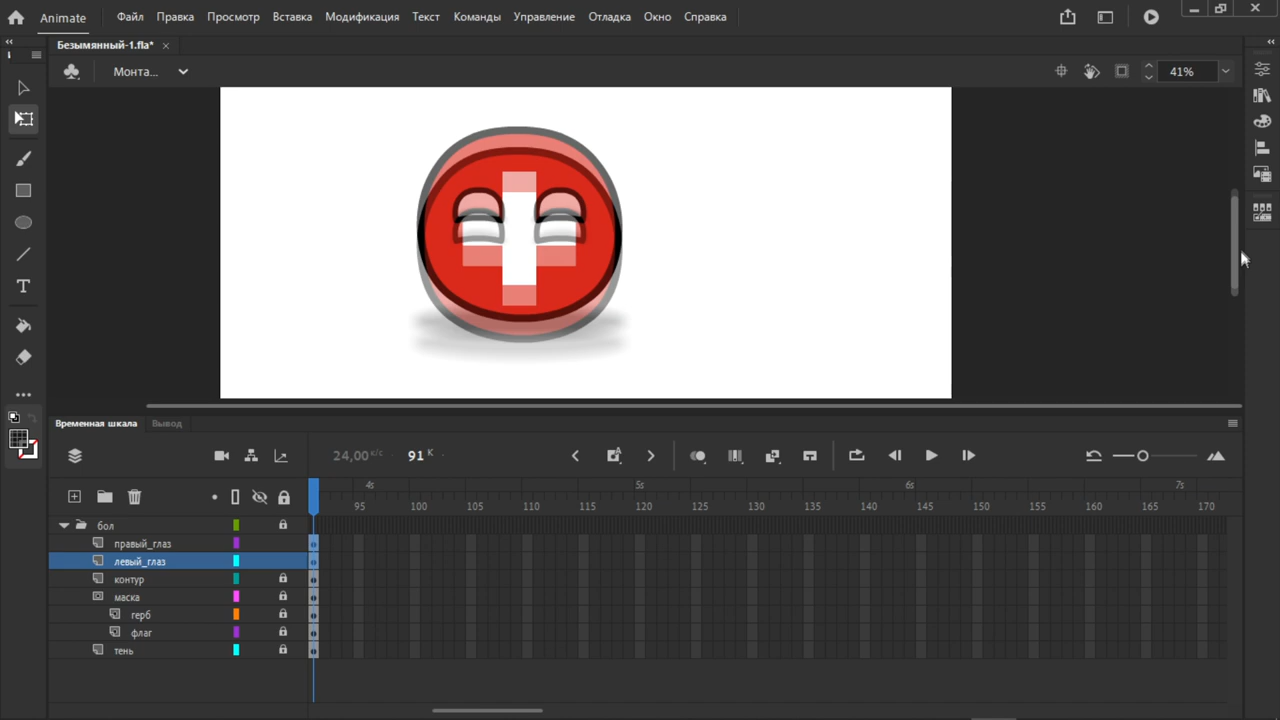 Animate Файл Правка Просмотр Вставка Модификация Текст Команды Управление Отладка Окно Справка
Безымянный-1.fla*
Монта... 41%
Временная шкала Вывод
24,00 к/с 91 К
4s 5s 6s 7s
95 100 105 110 115 120 125 130 135 140 145 150 155 160 165 170
бол
правый_глаз
левый_глаз
контур
маска
герб
флаг
тень